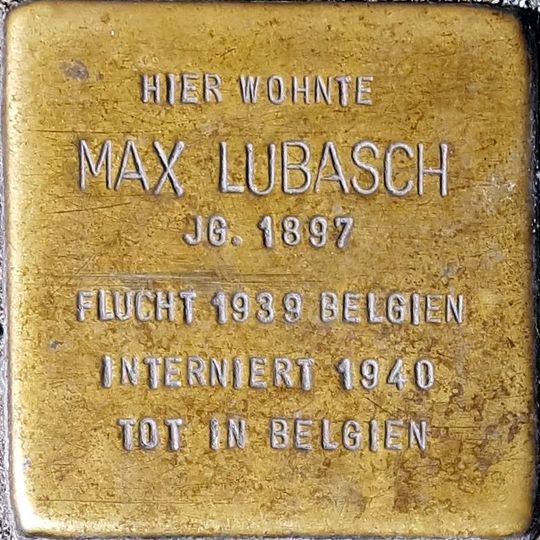 HIER WOHNTE
MAX LUBASCH
JG. 1897
FLUCHT 1939 BELGIEN
INTERNIERT 1940
TOT IN BELGIEN